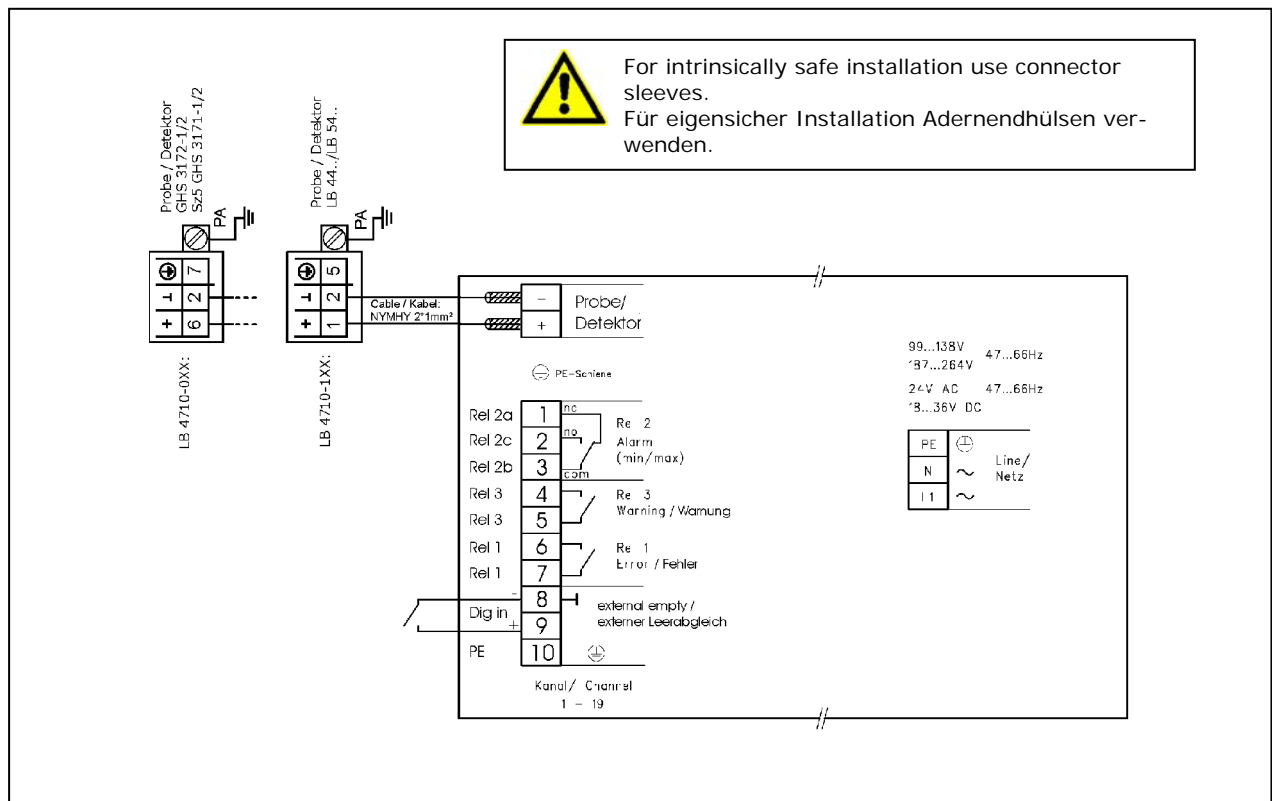 For intrinsically safe installation use connector
sleeves.
Für eigensicher Installation Adernendhülsen ver-
wenden.
Probe / Detektor
GHS 3172-1/2
Sz5 GHS 3171-1/2
Probe / Detektor
LB 44../LB 54..
PA
PA
7
⊥ 2
+ 6
5
⊥ 2
+ 1
LB 4710-0XX:
LB 4710-1XX:
Cable / Kabel:
NYMHY 2*1mm²
-
+
Probe/
Detektor
PE-Schiene
99...138V
187...264V
47...66Hz
24V AC 47...66Hz
18...36V DC
PE
N
L1
Line/
Netz
Rel 2a 1 nc
Rel 2c 2 no
Rel 2b 3 com
Rel 2
Alarm
(min/max)
Rel 3 4
Rel 3 5
Rel 3
Warning / Warnung
Rel 1 6
Rel 1 7
Rel 1
Error / Fehler
- 8
Dig in
+ 9
external empty /
externer Leerabgleich
PE 10
Kanal/ Channel
1 - 19